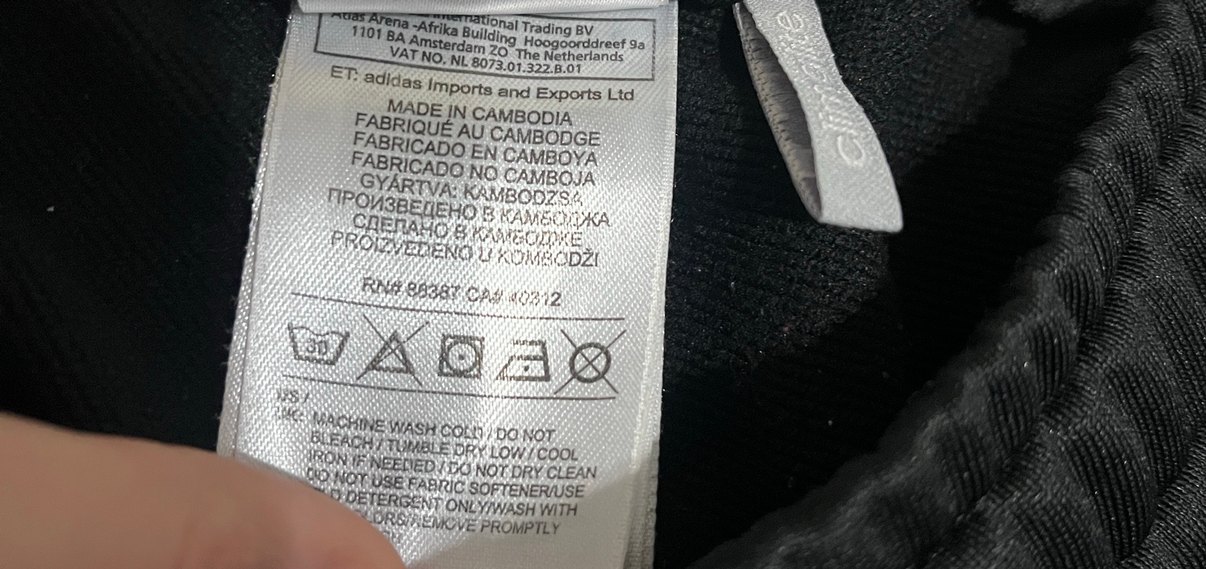 International Trading BV
Atlas Arena -Afrika Building Hoogoorddreef 9a
1101 BA Amsterdam ZO The Netherlands
VAT NO. NL 8073.01.322.B.01
ET: adidas Imports and Exports Ltd
MADE IN CAMBODIA
FABRIQUÉ AU CAMBODGE
FABRICADO EN CAMBOYA
FABRICADO NO CAMBOJA
GYÁRTVA: KAMBODZSA
ПРОИЗВЕДЕНО В КАМБОДЖА
СДЕЛАНО В КАМБОДЖЕ
PROIZVEDENO U KOMBODŽI
RN# 88387 CA# 40312
30
US /
UK: MACHINE WASH COLD / DO NOT
BLEACH / TUMBLE DRY LOW / COOL
IRON IF NEEDED / DO NOT DRY CLEAN
DO NOT USE FABRIC SOFTENER/USE
DETERGENT ONLY/WASH WITH
REMOVE PROMPTLY
climalite